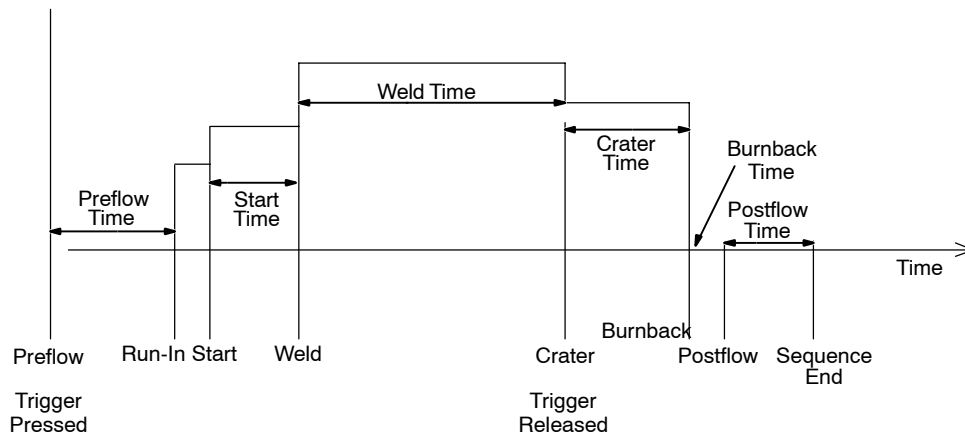 Weld Time
Crater
Time
Burnback
Time
Preflow
Time
Start
Time
Postflow
Time
Time
Burnback
Preflow
Run-In
Start
Weld
Crater
Postflow
Sequence
End
Trigger
Pressed
Trigger
Released